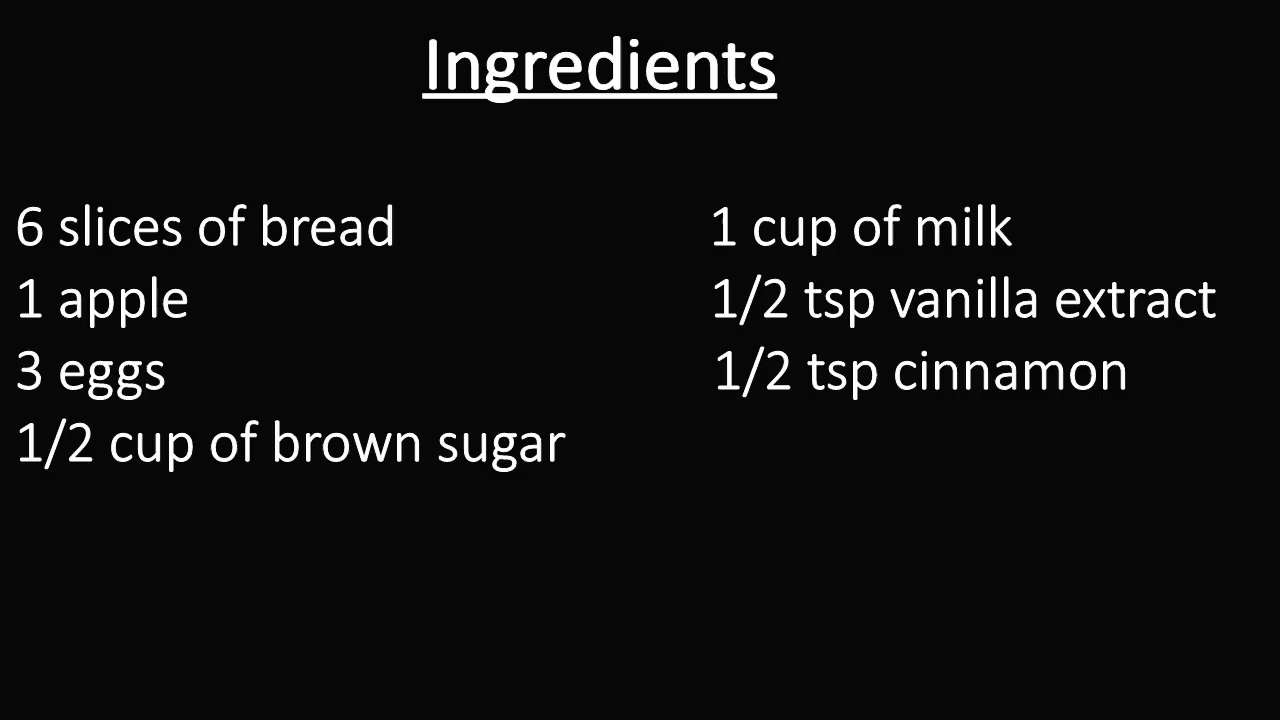 Ingredients
6 slices of bread
1 apple
3 eggs
1/2 cup of brown sugar
1 cup of milk
1/2 tsp vanilla extract
1/2 tsp cinnamon